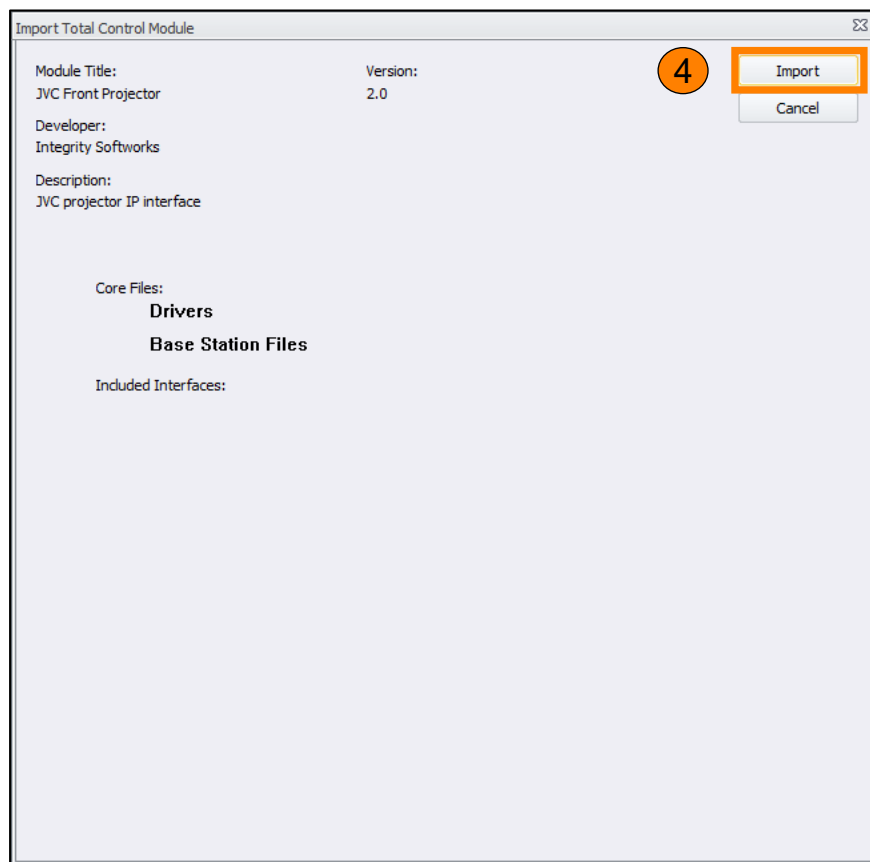 Import Total Control Module
Module Title:
JVC Front Projector
Version:
2.0
4
Import
Cancel
Developer:
Integrity Softworks
Description:
JVC projector IP interface
Core Files:
Drivers
Base Station Files
Included Interfaces: